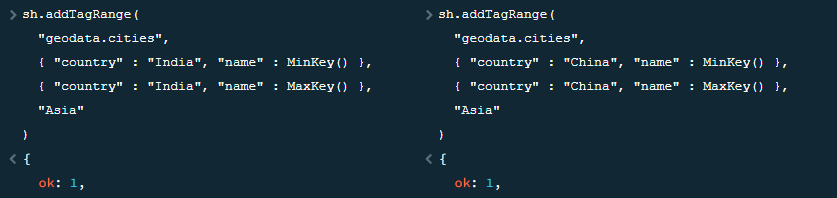 > sh.addTagRange(
"geodata.cities",
{ "country" : "India", "name" : MinKey() },
{ "country" : "India", "name" : MaxKey() },
"Asia"
)
< {
ok: 1,
> sh.addTagRange(
"geodata.cities",
{ "country" : "China", "name" : MinKey() },
{ "country" : "China", "name" : MaxKey() },
"Asia"
)
< {
ok: 1,